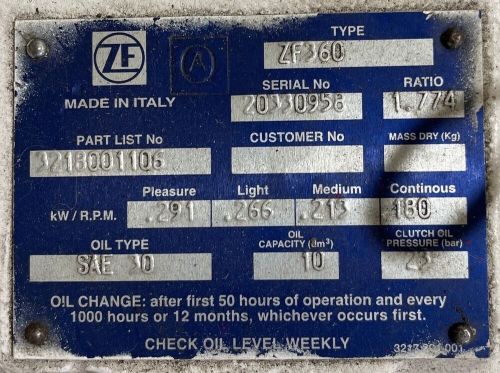 ZF
A
TYPE
ZF360
MADE IN ITALY
SERIAL No
20330958
RATIO
1.774
PART LIST No
3213001106
CUSTOMER No
MASS DRY (Kg)
kW / R.P.M.
Pleasure Light Medium Continous
.291 .266 .213 180
OIL TYPE
SAE 30
OIL CAPACITY (dm³)
10
CLUTCH OIL PRESSURE (bar)
OIL CHANGE: after first 50 hours of operation and every
1000 hours or 12 months, whichever occurs first.
CHECK OIL LEVEL WEEKLY